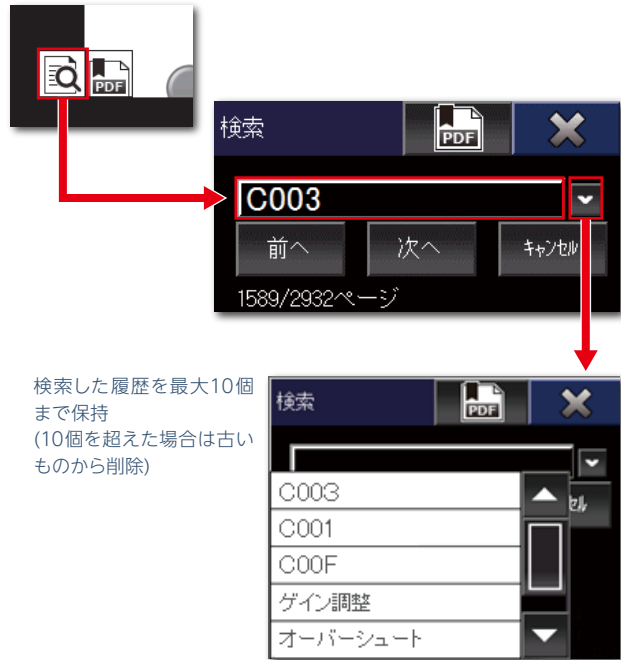 PDF
検索
PDF
C003
前へ
次へ
キャンセル
1589/2932ページ
検索した履歴を最大10個
まで保持
(10個を超えた場合は古い
ものから削除)
検索
PDF
セル
C003
C001
C00F
ゲイン調整
オーバーシュート